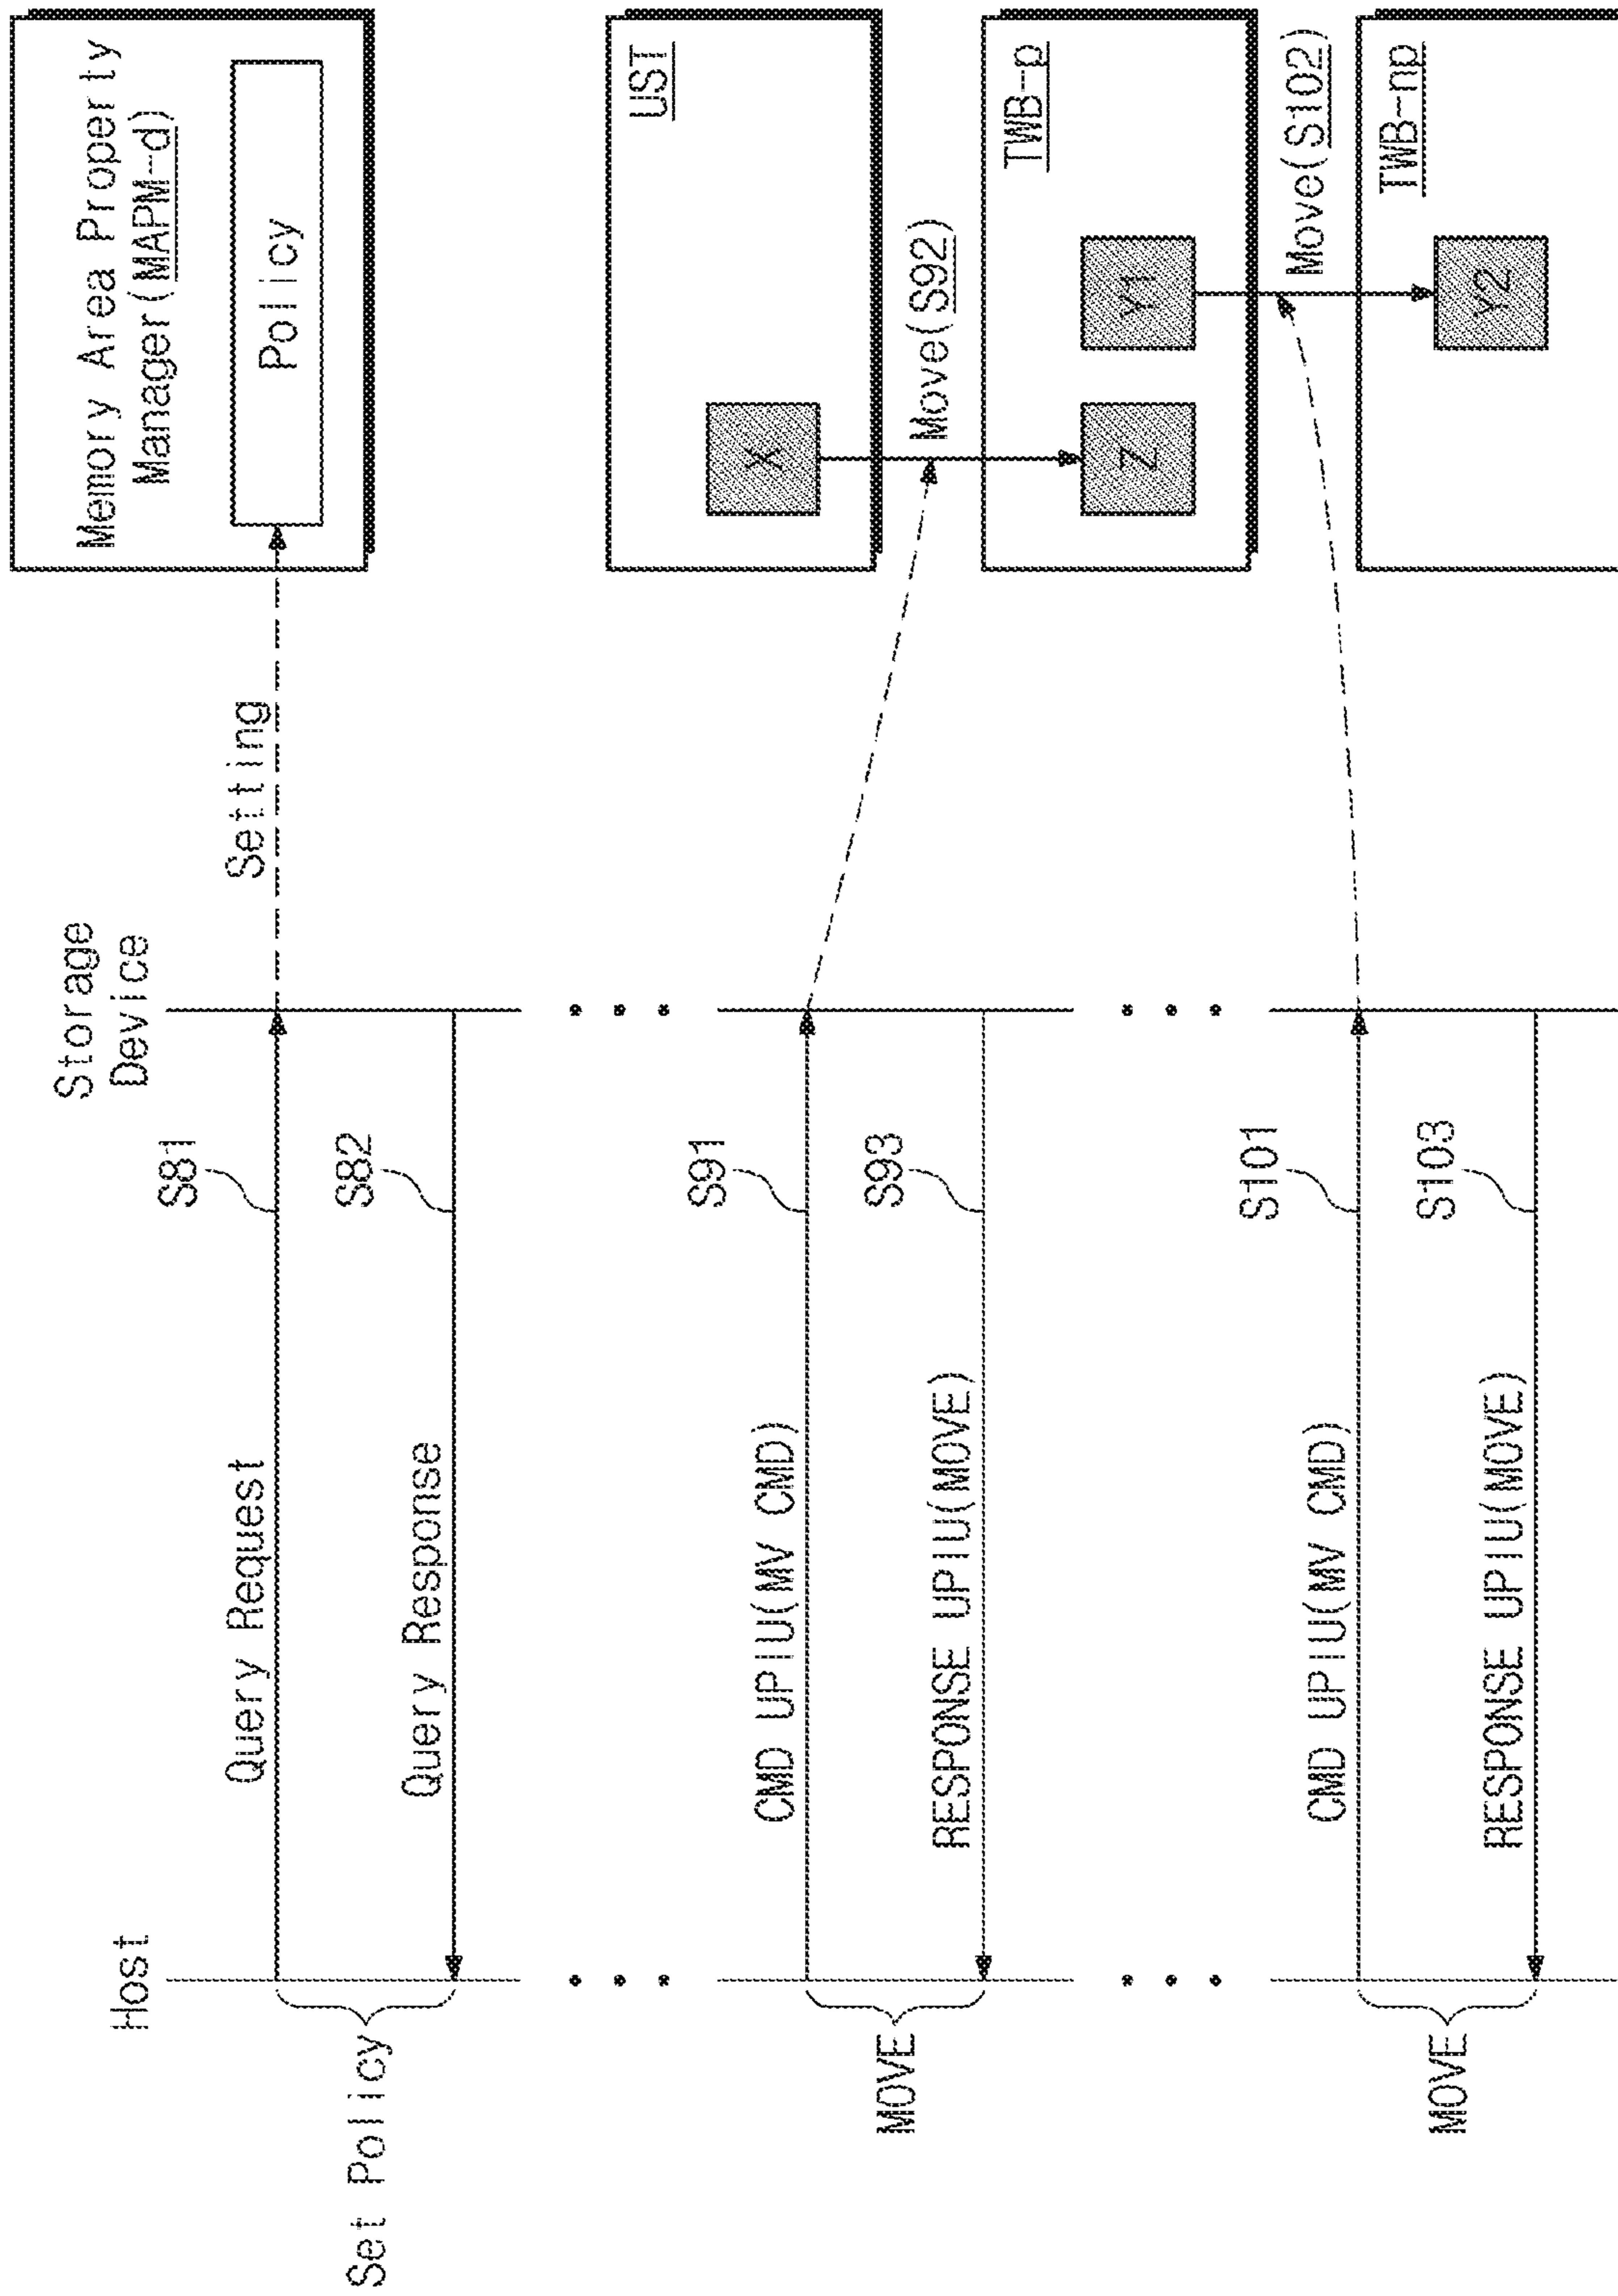 Host
Storage
Device
Memory Area Property
Manager(MAPM-d)
Policy
Set Policy
Query Request
S81
Setting
Query Response
S82
UST
X
MOVE
CMD UPIU(MV CMD)
S91
Move(S92)
RESPONSE UPIU(MOVE)
S93
TWB-p
Z
Y1
MOVE
CMD UPIU(MV CMD)
S101
Move(S102)
RESPONSE UPIU(MOVE)
S103
TWB-np
Y2